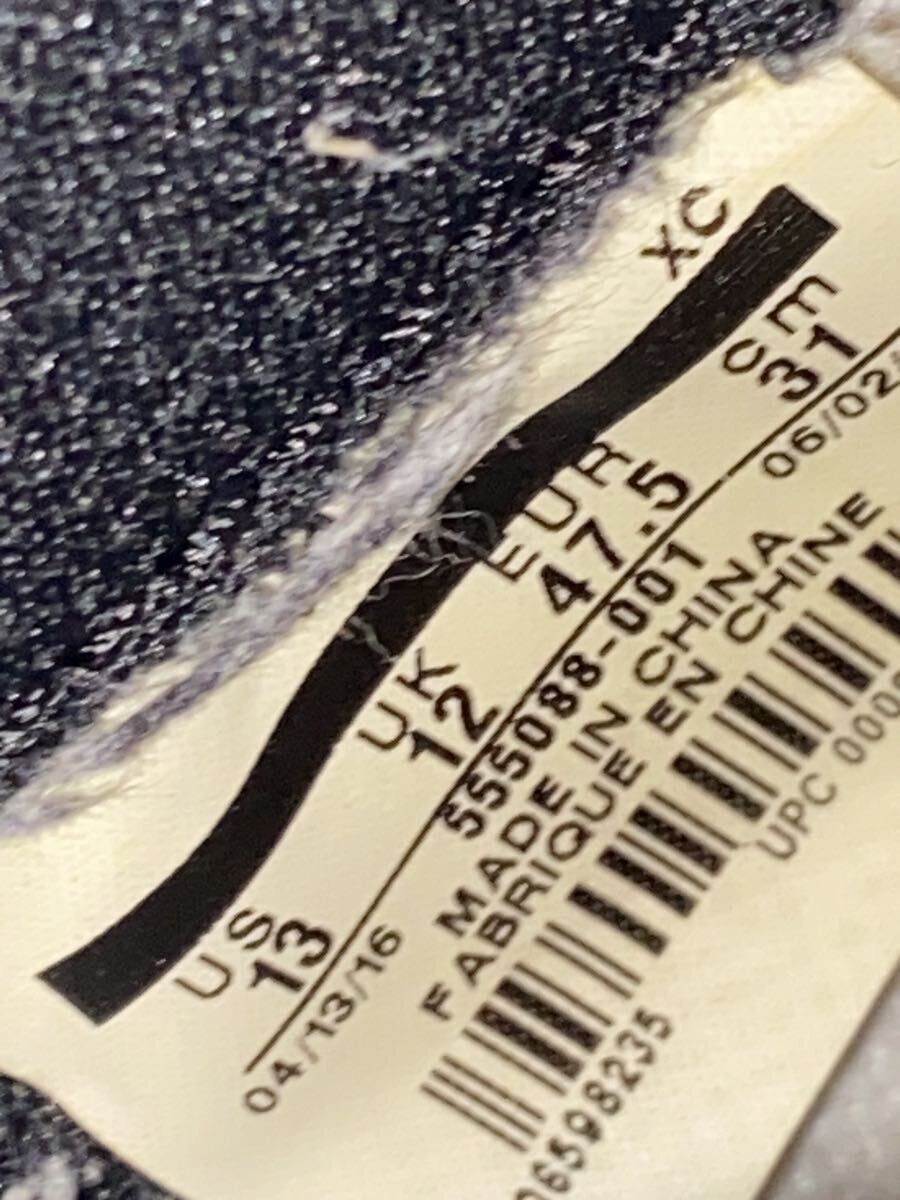 XC
US UK EUR cm
13 12 47.5 31
04/13/16 06/02/
555088-001
MADE IN CHINA
FABRIQUE EN CHINE
UPC 000
06598235